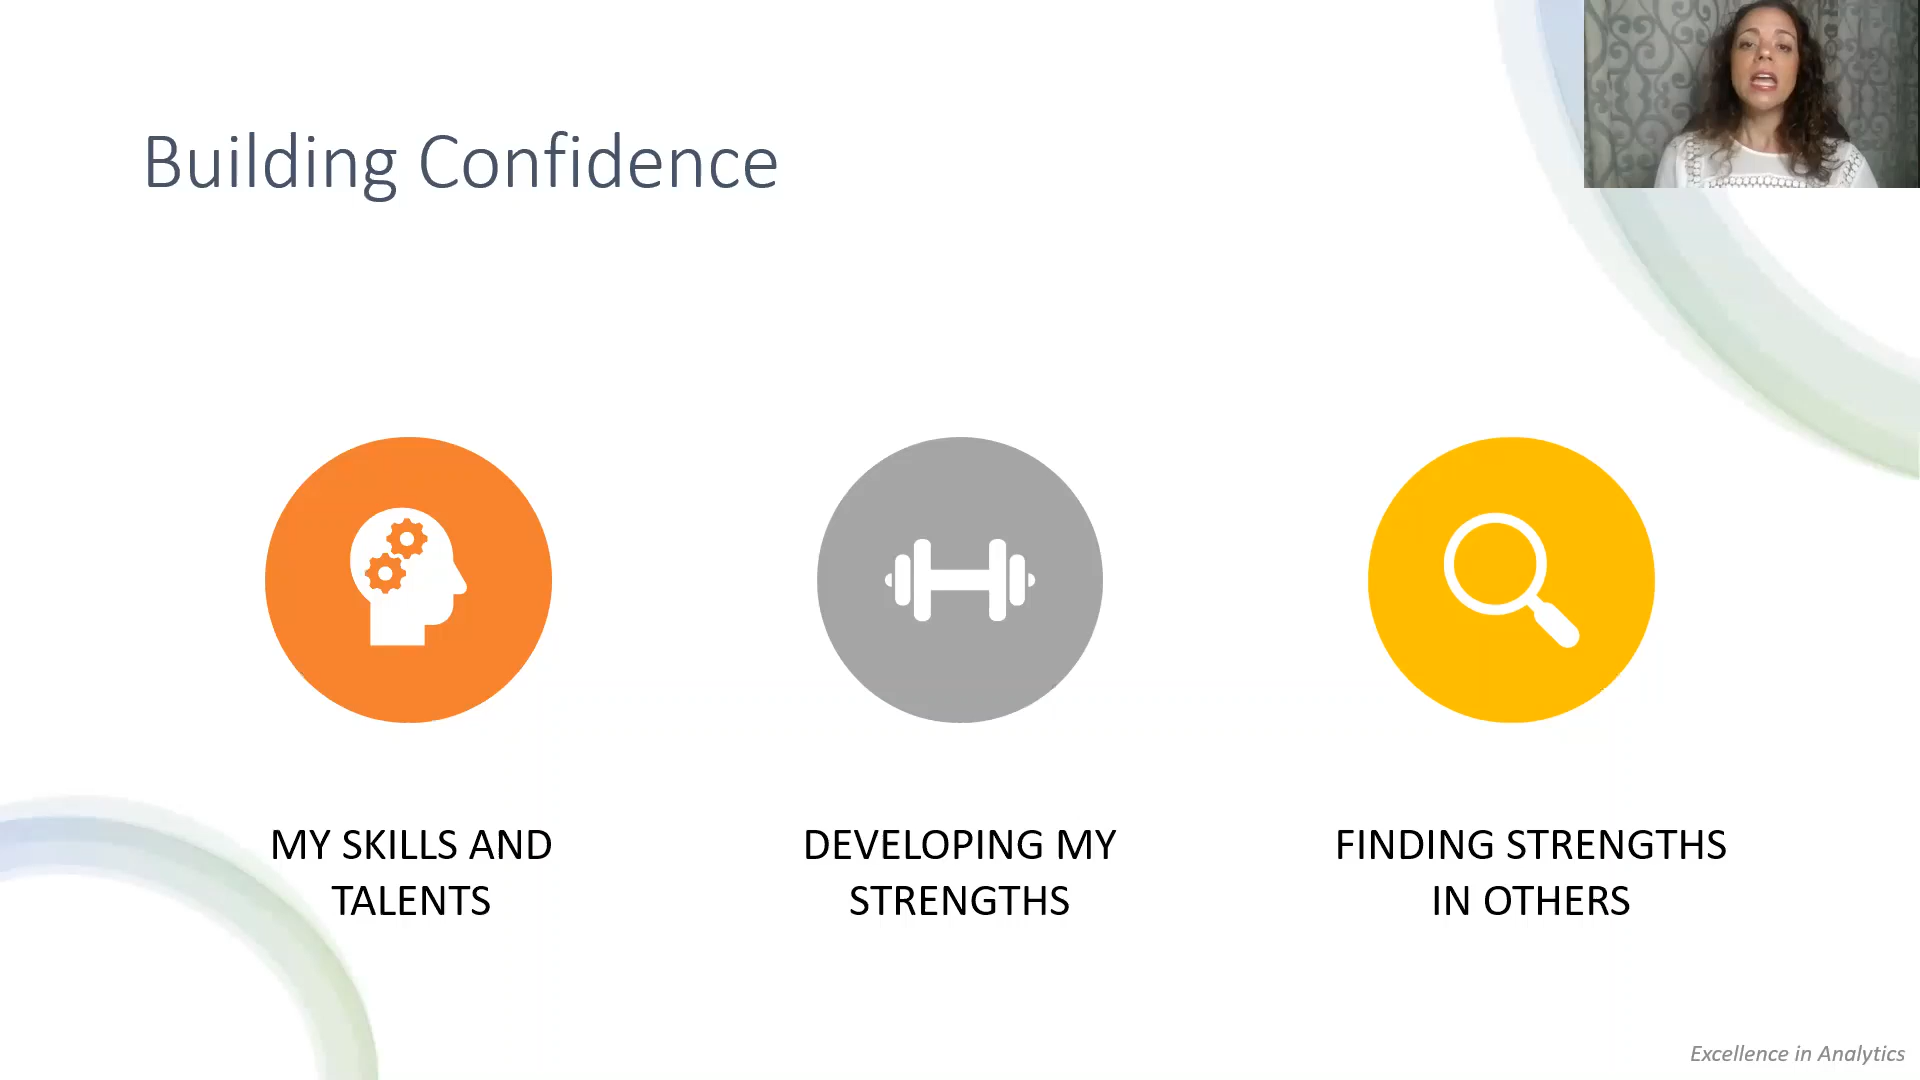 Building Confidence
MY SKILLS AND
TALENTS
DEVELOPING MY
STRENGTHS
FINDING STRENGTHS
IN OTHERS
Excellence in Analytics